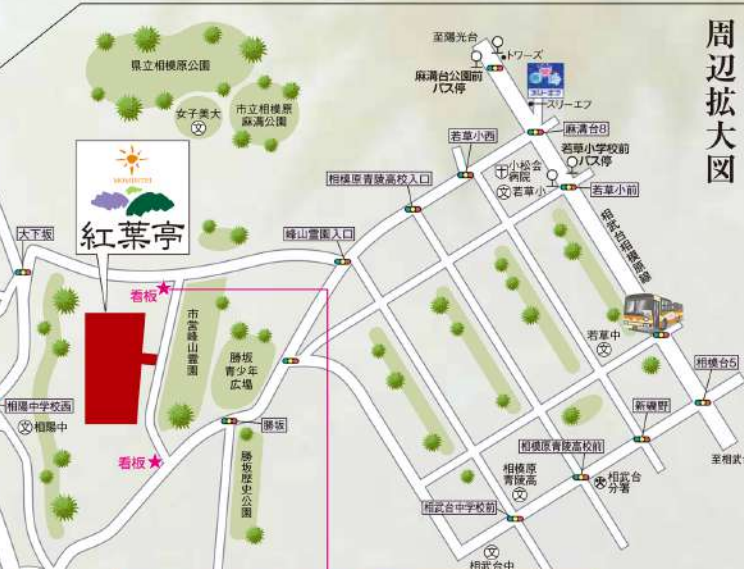 周辺拡大図
至陽光台
トワーズ
麻溝台公園前
バス停
スリーエフ
スリーエフ
麻溝台8
若草小学校前
バス停
若草小西
小松会
病院
文 若草小
若草小前
相模原青陵高校入口
県立相模原公園
女子美大
文
市立相模原
麻溝公園
紅葉亭
大下坂
峰山霊園入口
看板
市営峰山霊園
勝坂
青少年
広場
相武台相模原線
若草中
文
相模台5
相陽中学校西
文 相陽中
勝坂
新磯野
看板
勝坂歴史公園
相模原青陵高校前
相模原
青陵高
文
相武台
分署
至相武台
相武台中学校前
文
相武台中